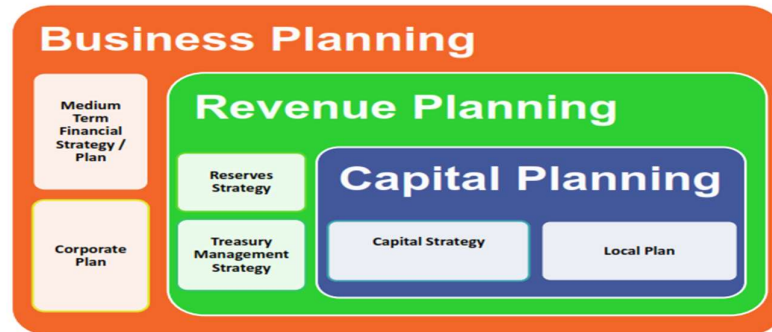 Business Planning
Medium
Term
Financial
Strategy /
Plan
Corporate
Plan
Revenue Planning
Reserves
Strategy
Treasury
Management
Strategy
Capital Planning
Capital Strategy
Local Plan